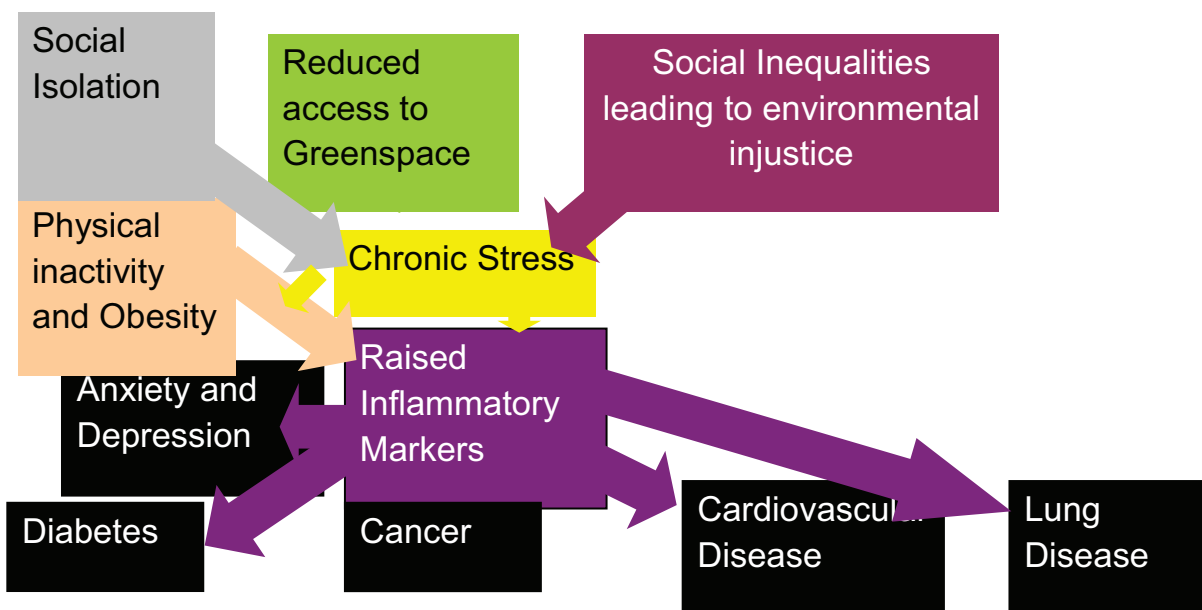 Social
Isolation
Reduced
access to
Greenspace
Social Inequalities
leading to environmental
injustice
Physical
inactivity
and Obesity
Chronic Stress
Raised
Inflammatory
Markers
Anxiety and
Depression
Diabetes
Cancer
Cardiovascular
Disease
Lung
Disease